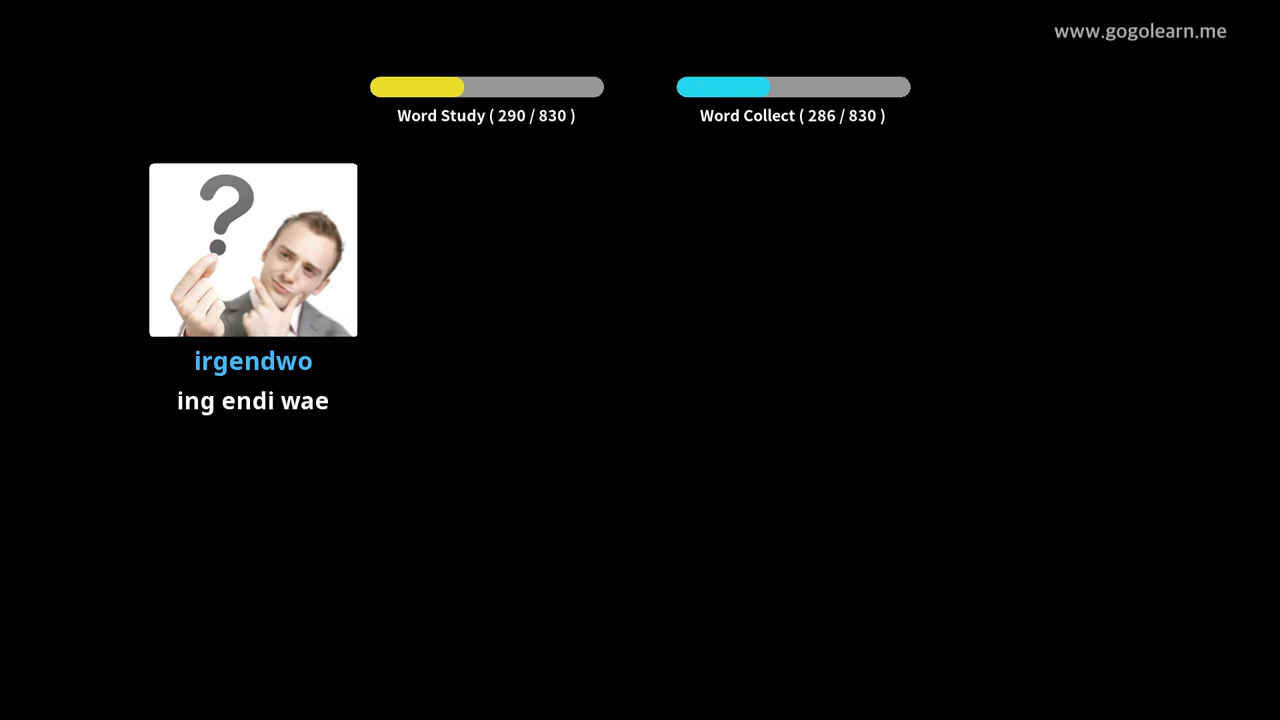 www.gogolearn.me
Word Study ( 290 / 830 )
Word Collect ( 286 / 830 )
?
irgendwo
ing endi wae